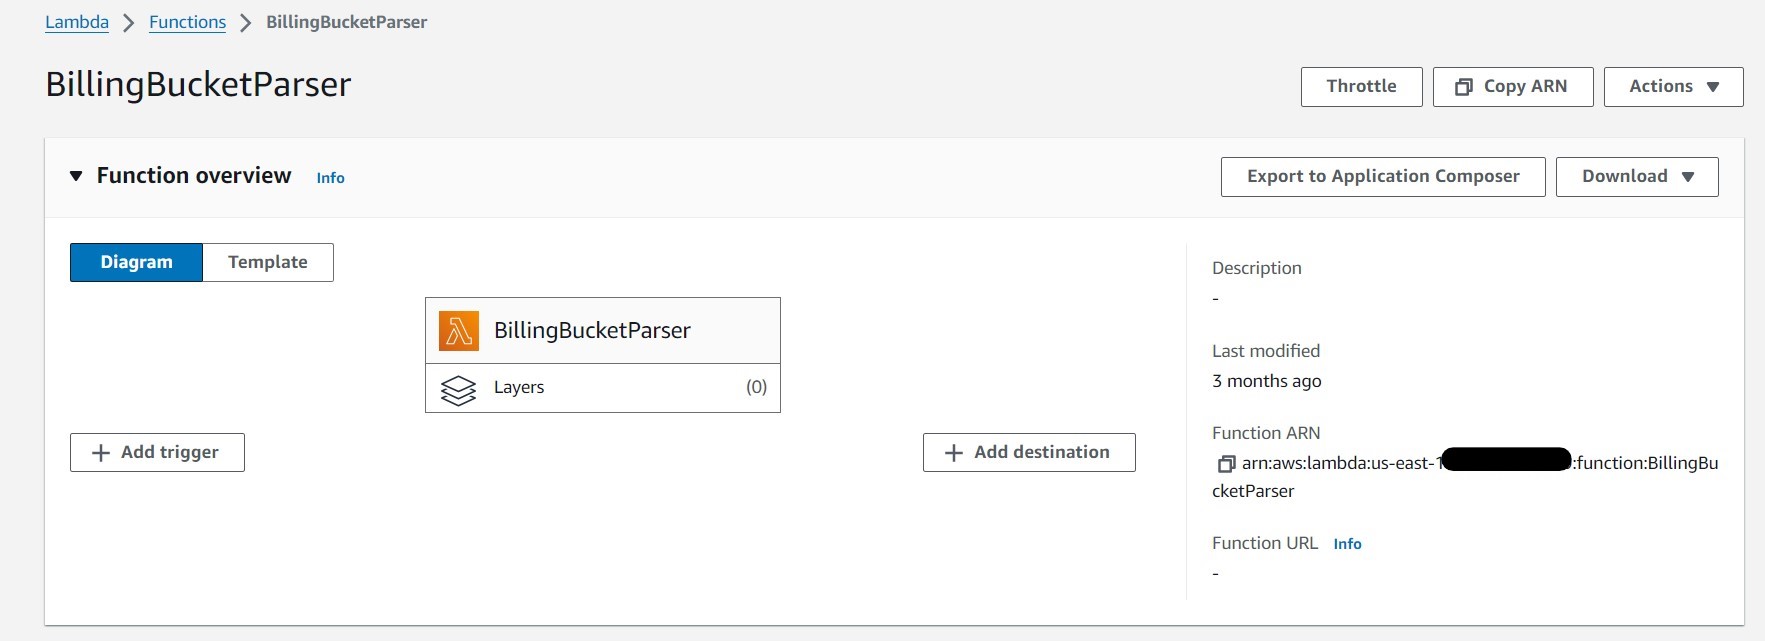 Lambda > Functions > BillingBucketParser
BillingBucketParser
Throttle
Copy ARN
Actions
Function overview Info
Export to Application Composer
Download
Diagram
Template
BillingBucketParser
Layers (0)
Add trigger
Add destination
Description
-
Last modified
3 months ago
Function ARN
arn:aws:lambda:us-east-1 :function:BillingBu
cketParser
Function URL Info
-